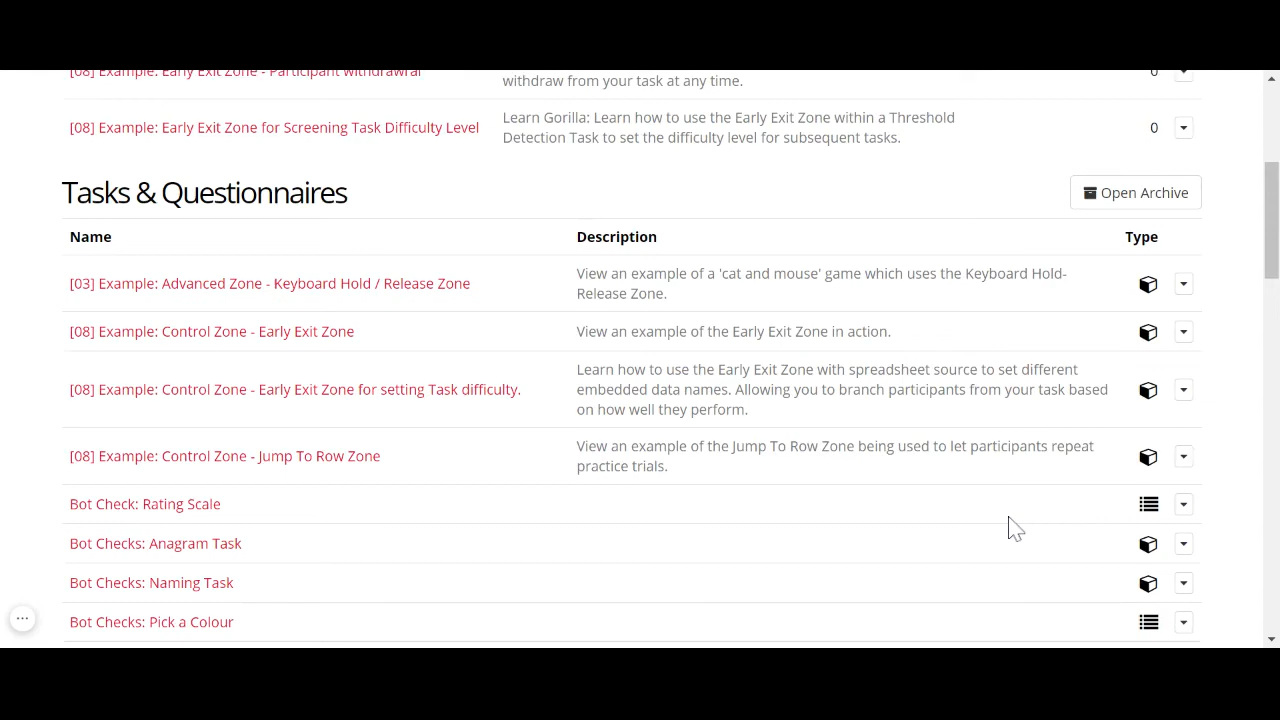 [08] Example: Early Exit Zone - Participant withdrawral
withdraw from your task at any time.
0
[08] Example: Early Exit Zone for Screening Task Difficulty Level
Learn Gorilla: Learn how to use the Early Exit Zone within a Threshold
Detection Task to set the difficulty level for subsequent tasks.
0
Tasks & Questionnaires
Open Archive
Name
Description
Type
[03] Example: Advanced Zone - Keyboard Hold / Release Zone
View an example of a 'cat and mouse' game which uses the Keyboard Hold-
Release Zone.
[08] Example: Control Zone - Early Exit Zone
View an example of the Early Exit Zone in action.
[08] Example: Control Zone - Early Exit Zone for setting Task difficulty.
Learn how to use the Early Exit Zone with spreadsheet source to set different
embedded data names. Allowing you to branch participants from your task based
on how well they perform.
[08] Example: Control Zone - Jump To Row Zone
View an example of the Jump To Row Zone being used to let participants repeat
practice trials.
Bot Check: Rating Scale
Bot Checks: Anagram Task
Bot Checks: Naming Task
Bot Checks: Pick a Colour